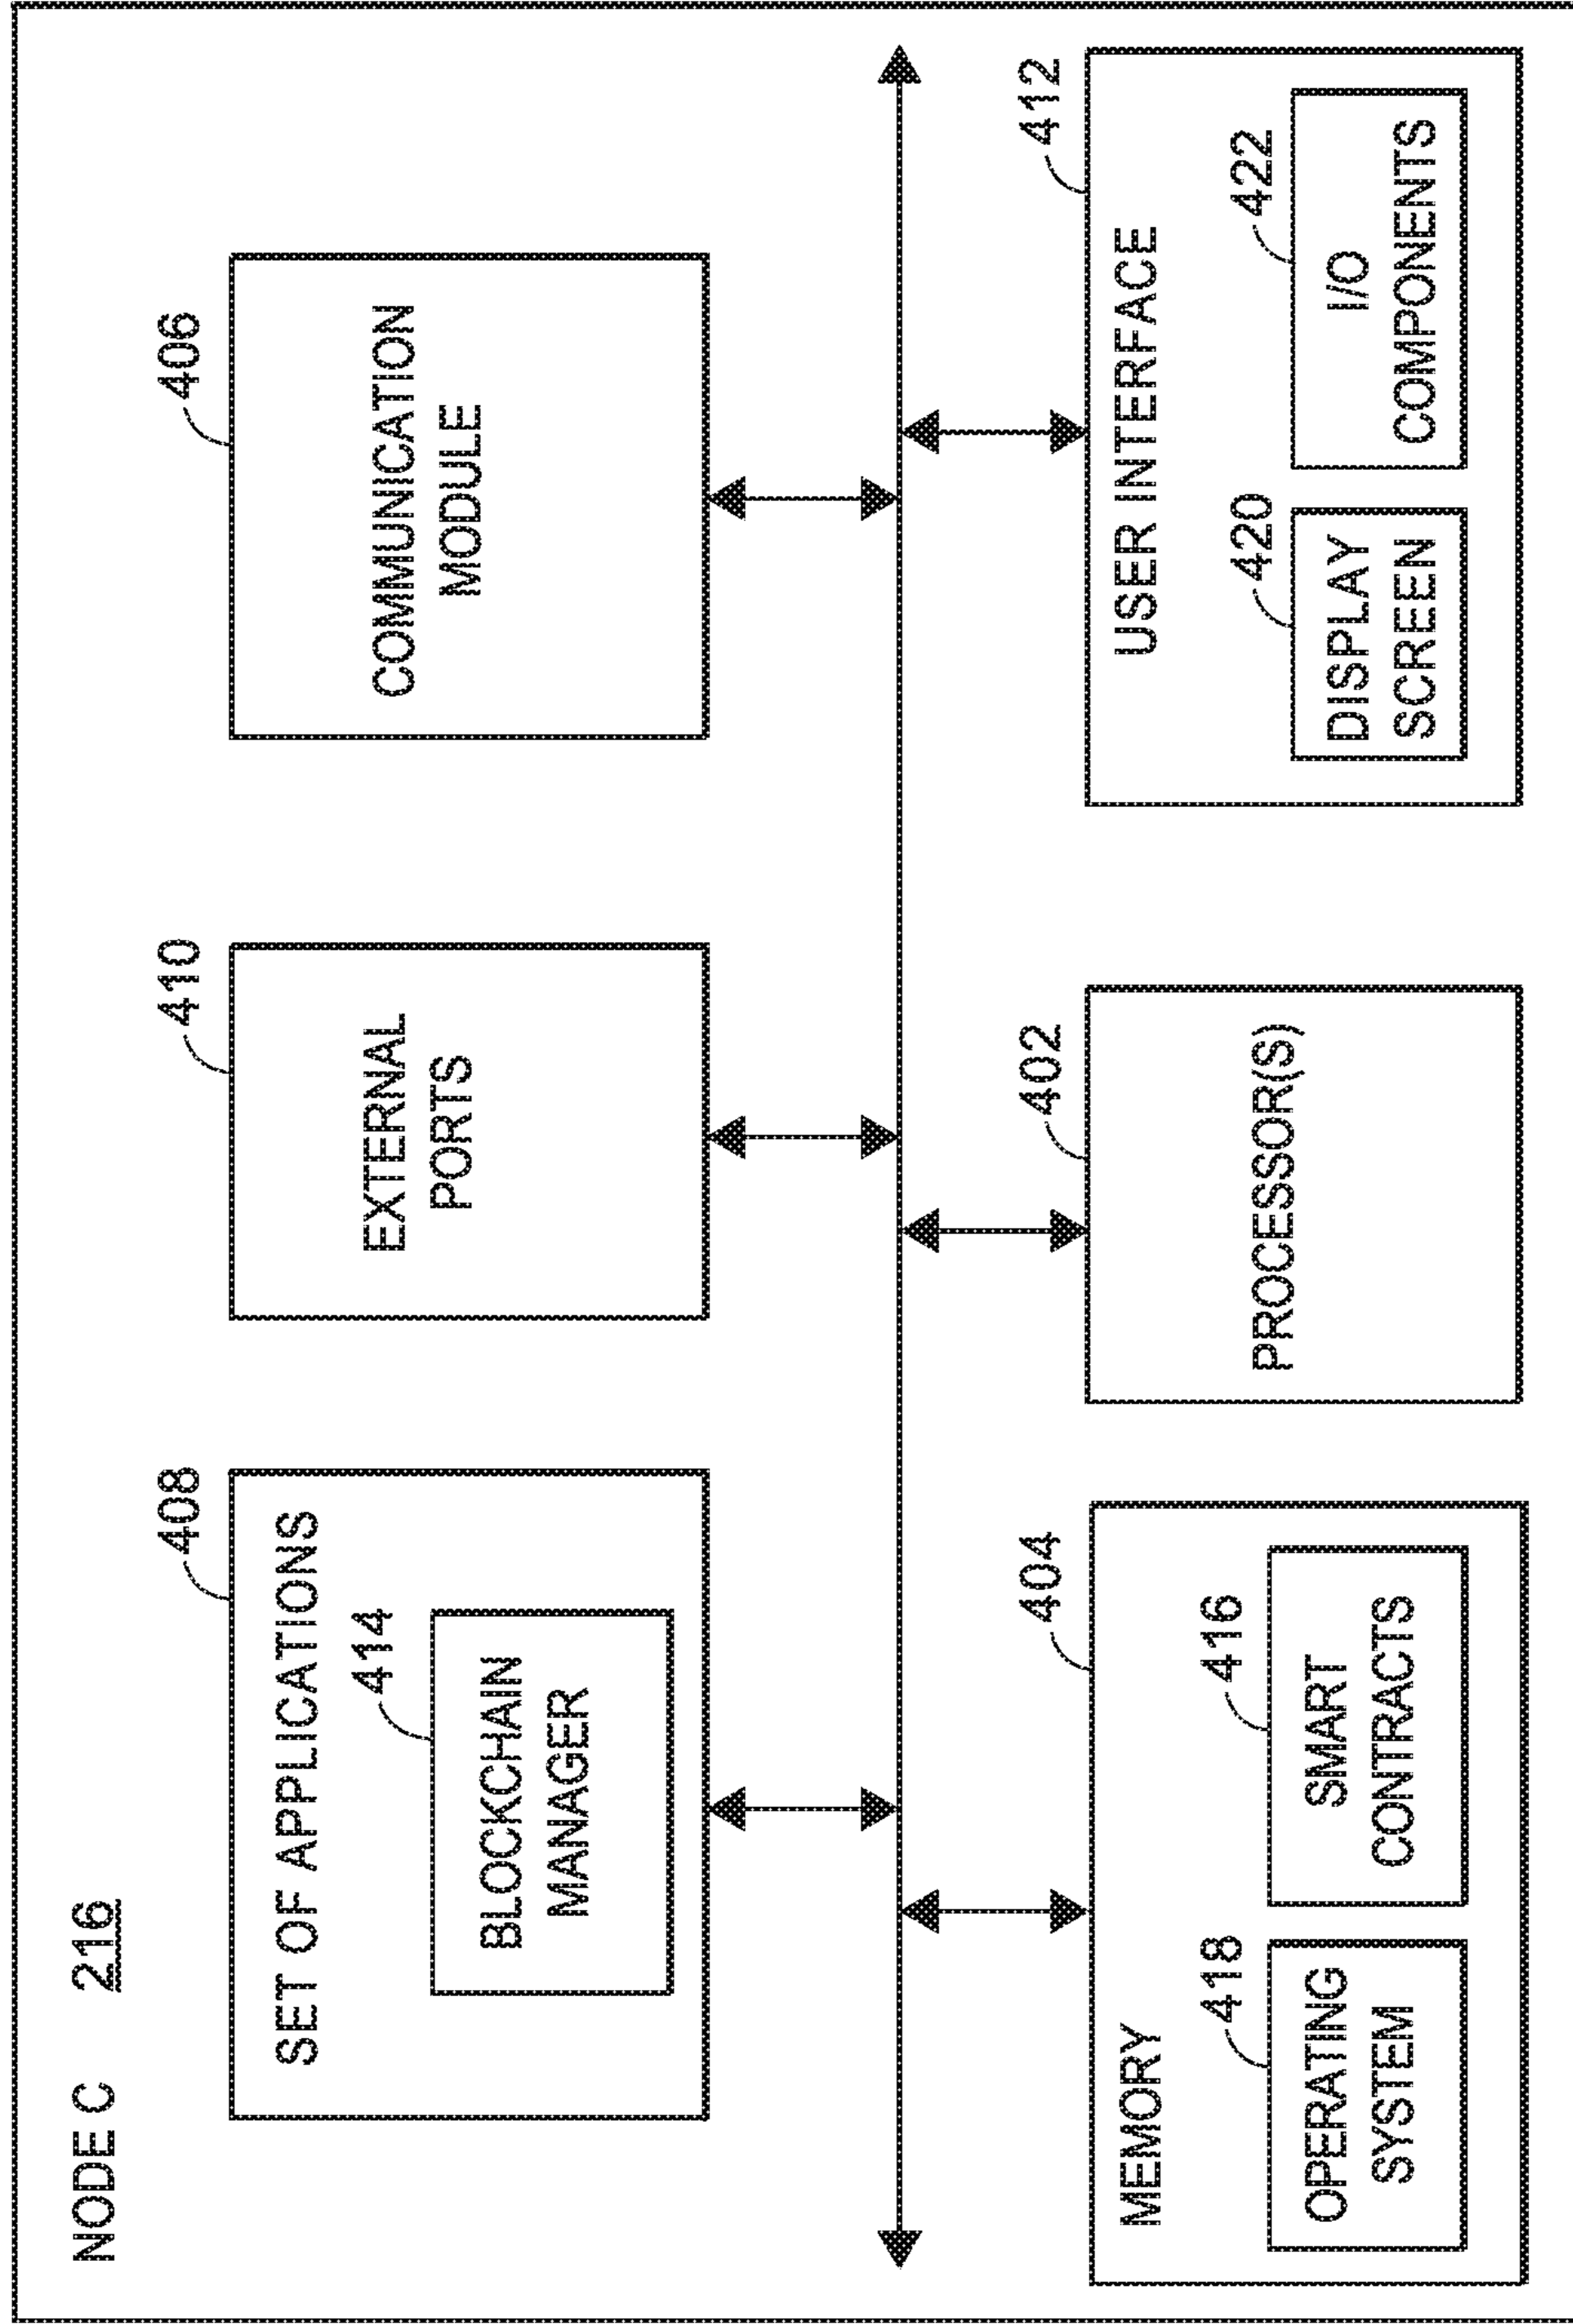 NODE C 216
408
SET OF APPLICATIONS
414
BLOCKCHAIN
MANAGER
410
EXTERNAL
PORTS
406
COMMUNICATION
MODULE
404
MEMORY
418
OPERATING
SYSTEM
416
SMART
CONTRACTS
402
PROCESSOR(S)
412
USER INTERFACE
420
DISPLAY
SCREEN
422
I/O
COMPONENTS